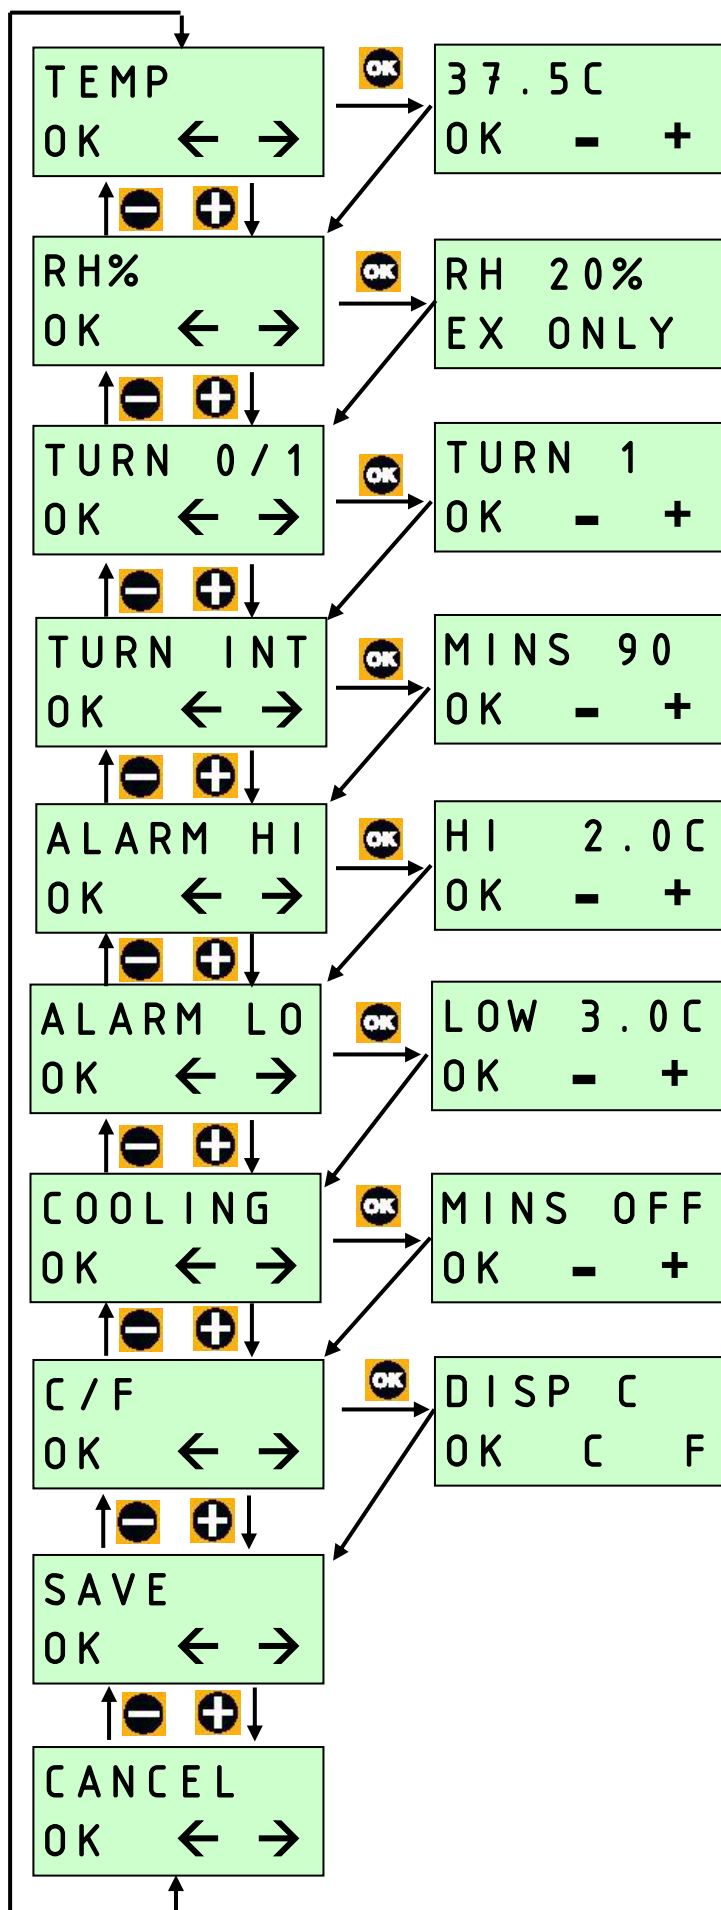 TEMP
OK ← →
OK
37.5C
OK - +
- +
RH%
OK ← →
OK
RH 20%
EX ONLY
- +
TURN 0/1
OK ← →
OK
TURN 1
OK - +
- +
TURN INT
OK ← →
OK
MINS 90
OK - +
- +
ALARM HI
OK ← →
OK
HI 2.0C
OK - +
- +
ALARM LO
OK ← →
OK
LOW 3.0C
OK - +
- +
COOLING
OK ← →
OK
MINS OFF
OK - +
- +
C/F
OK ← →
OK
DISP C
OK C F
- +
SAVE
OK ← →
- +
CANCEL
OK ← →